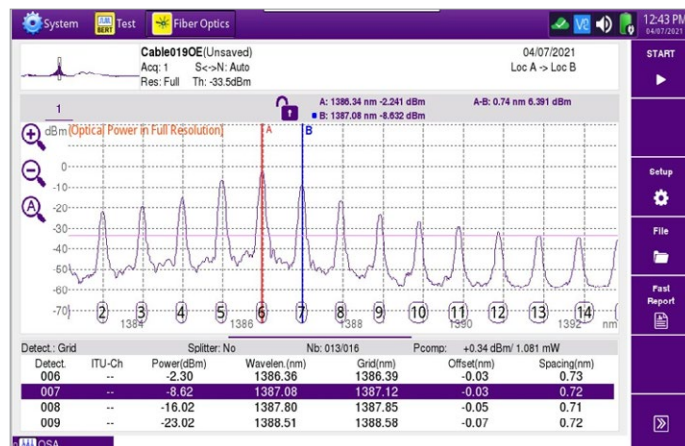 System Test Fiber Optics 12:43 PM
04/07/2021
Cable019OE(Unsaved) 04/07/2021
Acq: 1 S<->N: Auto Loc A -> Loc B
Res: Full Th: -33.5dBm
START
1 A: 1386.34 nm -2.241 dBm A-B: 0.74 nm 6.391 dBm
B: 1387.08 nm -8.632 dBm
dBm [Optical Power in Full Resolution] A B
0
-10
-20
-30
-40
-50
-60
-70
2 3 4 5 6 7 8 9 10 11 12 13 14
1384 1386 1388 1390 1392 nm
Setup
File
Fast
Report
Detect.: Grid Splitter: No Nb: 013/016 Pcomp: +0.34 dBm/ 1.081 mW
Detect. ITU-Ch Power(dBm) Wavelen.(nm) Grid(nm) Offset(nm) Spacing(nm)
006 -- -2.30 1386.36 1386.39 -0.03 0.73
007 -- -8.62 1387.08 1387.12 -0.03 0.72
008 -- -16.02 1387.80 1387.85 -0.05 0.71
009 -- -23.02 1388.51 1388.58 -0.07 0.72
OSA